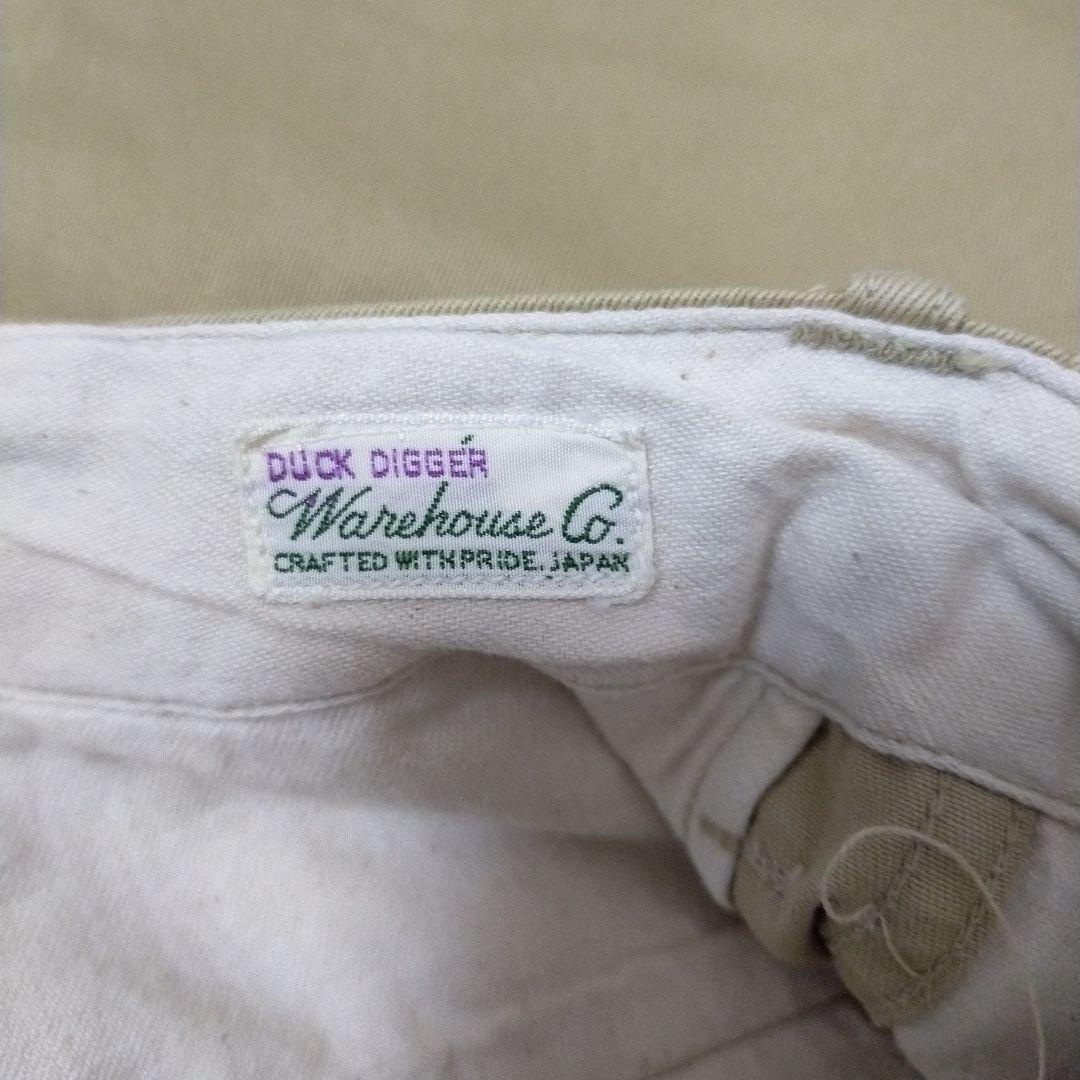 DUCK DIGGER
Warehouse Co.
CRAFTED WITH PRIDE. JAPAN